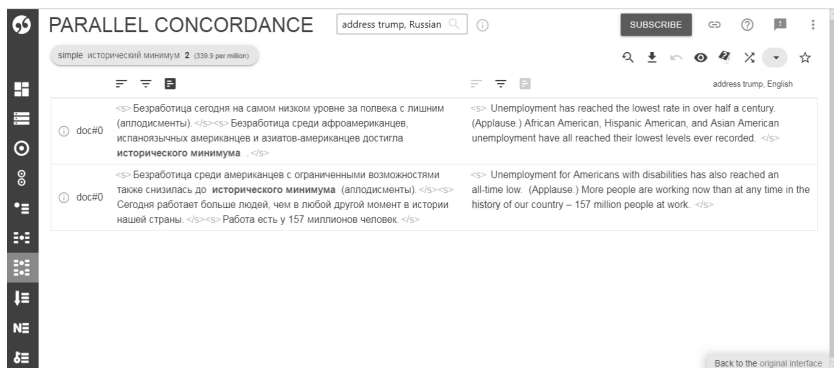 PARALLEL CONCORDANCE
address trump, Russian
SUBSCRIBE
simple исторический минимум 2 (339.9 per million)
address trump, English
doc#0
<s> Безработица сегодня на самом низком уровне за полвека с лишним
(аплодисменты). </s><s> Безработица среди афроамериканцев,
испаноязычных американцев и азиатов-американцев достигла
исторического минимума . </s>
<s> Unemployment has reached the lowest rate in over half a century.
(Applause.) African American, Hispanic American, and Asian American
unemployment have all reached their lowest levels ever recorded. </s>
doc#0
<s> Безработица среди американцев с ограниченными возможностями
также снизилась до исторического минимума (аплодисменты). </s><s>
Сегодня работает больше людей, чем в любой другой момент в истории
нашей страны. </s><s> Работа есть у 157 миллионов человек. </s>
<s> Unemployment for Americans with disabilities has also reached an
all-time low. (Applause.) More people are working now than at any time in the
history of our country – 157 million people at work. </s>
Back to the original interface